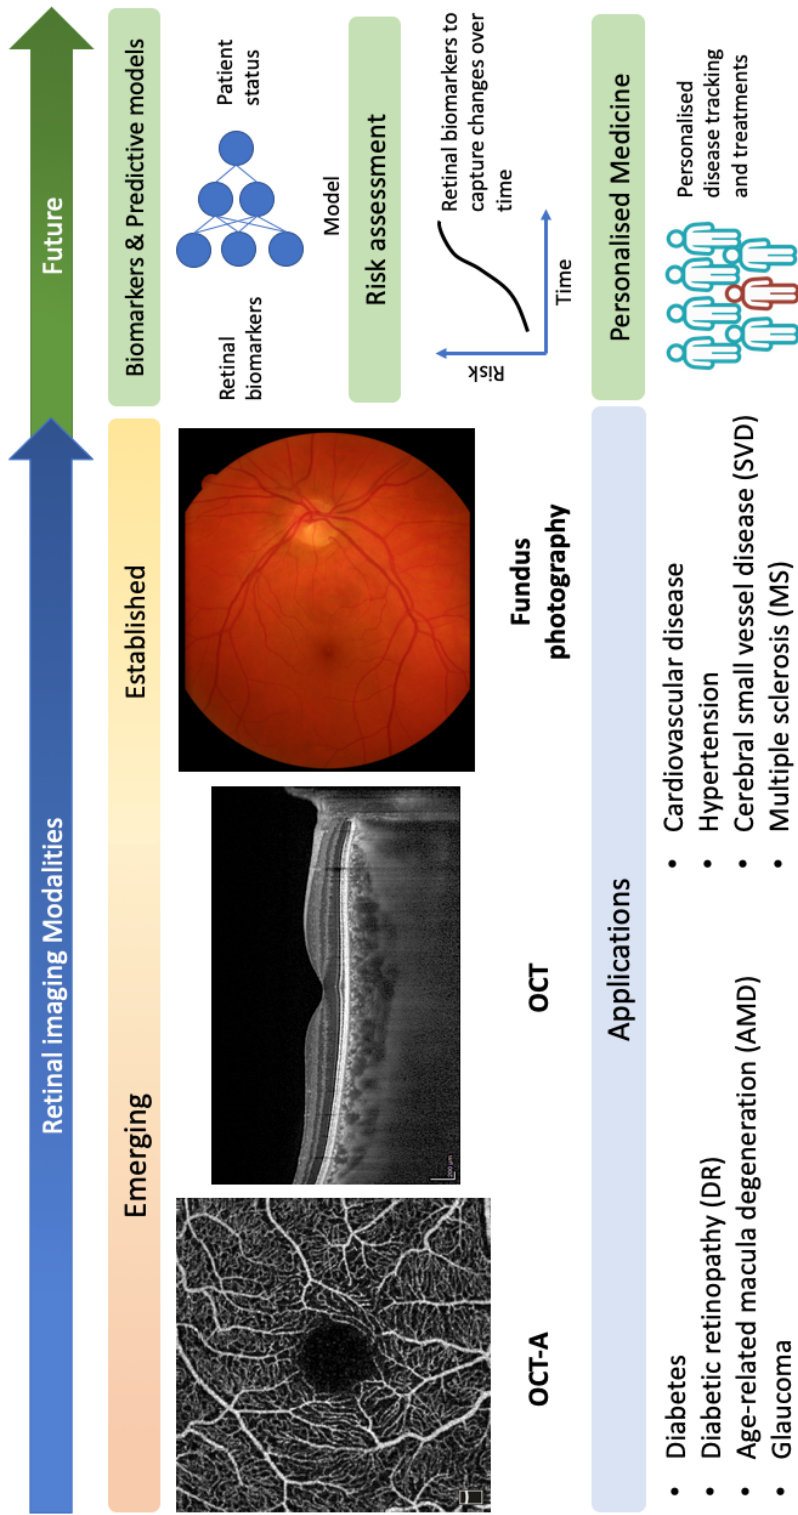 Retinal imaging Modalities
Future
Emerging
Established
OCT-A
OCT
Fundus
photography
200 µm
Biomarkers & Predictive models
Retinal
biomarkers
Model
Patient
status
Risk assessment
Risk
Time
Retinal biomarkers to
capture changes over
time
Applications
• Diabetes
• Diabetic retinopathy (DR)
• Age-related macula degeneration (AMD)
• Glaucoma
• Cardiovascular disease
• Hypertension
• Cerebral small vessel disease (SVD)
• Multiple sclerosis (MS)
Personalised Medicine
Personalised
disease tracking
and treatments